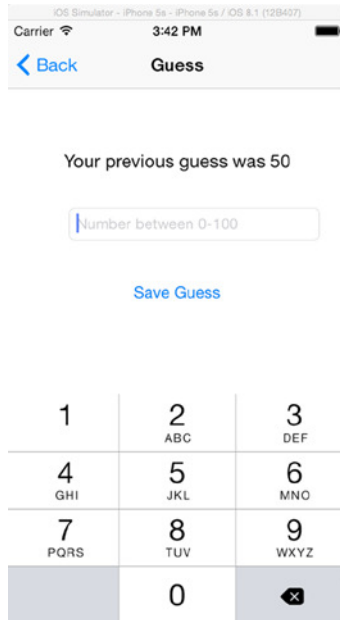 iOS Simulator - iPhone 5s - iPhone 5s / iOS 8.1 (12B407)
Carrier 3:42 PM
Back Guess
Your previous guess was 50
Number between 0-100
Save Guess
1 2 3
ABC DEF
4 5 6
GHI JKL MNO
7 8 9
PQRS TUV WXYZ
0